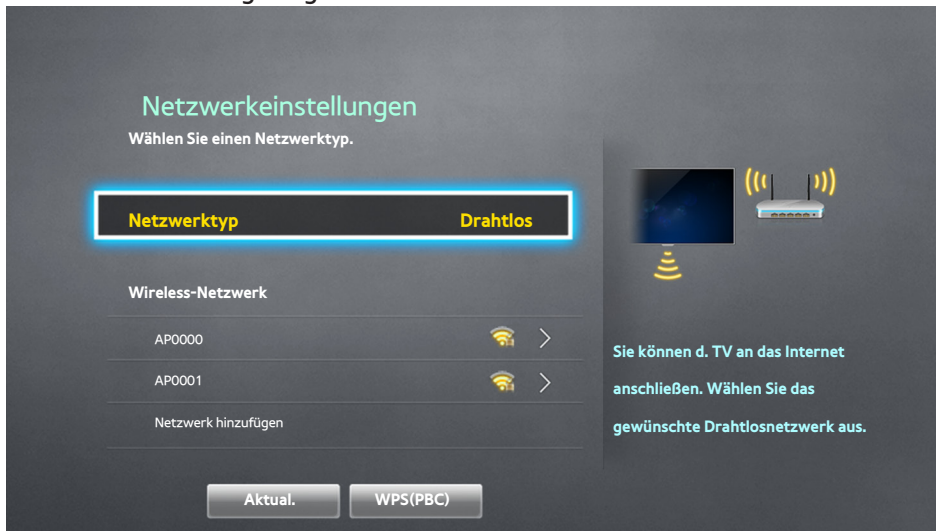 Netzwerkeinstellungen
Wählen Sie einen Netzwerktyp.
Netzwerktyp Drahtlos
Wireless-Netzwerk
AP0000
AP0001
Netzwerk hinzufügen
Sie können d. TV an das Internet
anschließen. Wählen Sie das
gewünschte Drahtlosnetzwerk aus.
Aktual. WPS(PBC)